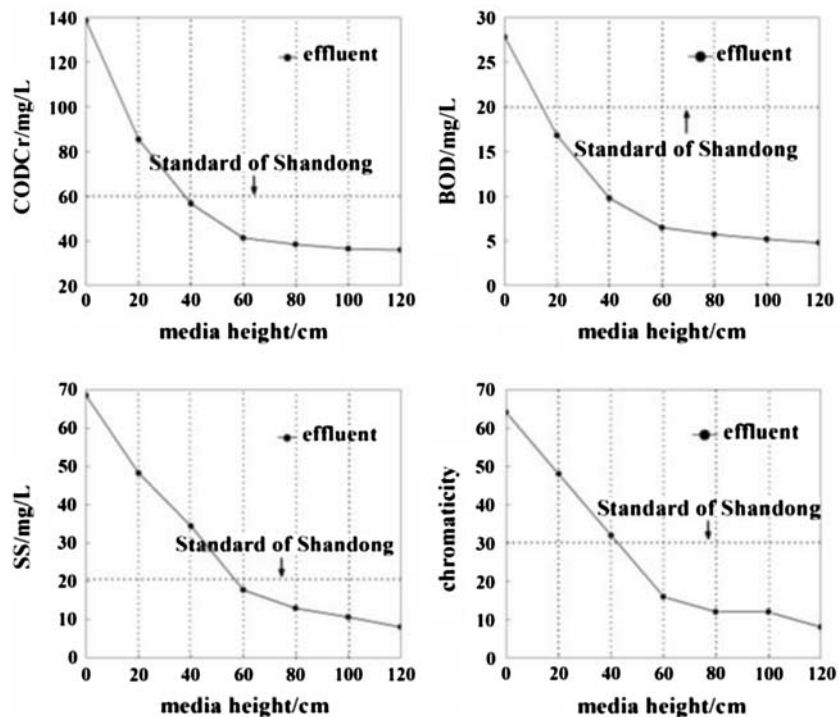 140
120
100
80
60
40
20
CODCr/mg/L
effluent
Standard of Shandong
0 20 40 60 80 100 120
media height/cm
30
25
20
15
10
5
0
BOD/mg/L
effluent
Standard of Shandong
0 20 40 60 80 100 120
media height/cm
70
60
50
40
30
20
10
0
SS/mg/L
effluent
Standard of Shandong
0 20 40 60 80 100 120
media height/cm
70
60
50
40
30
20
10
0
chromaticity
effluent
Standard of Shandong
0 20 40 60 80 100 120
media height/cm